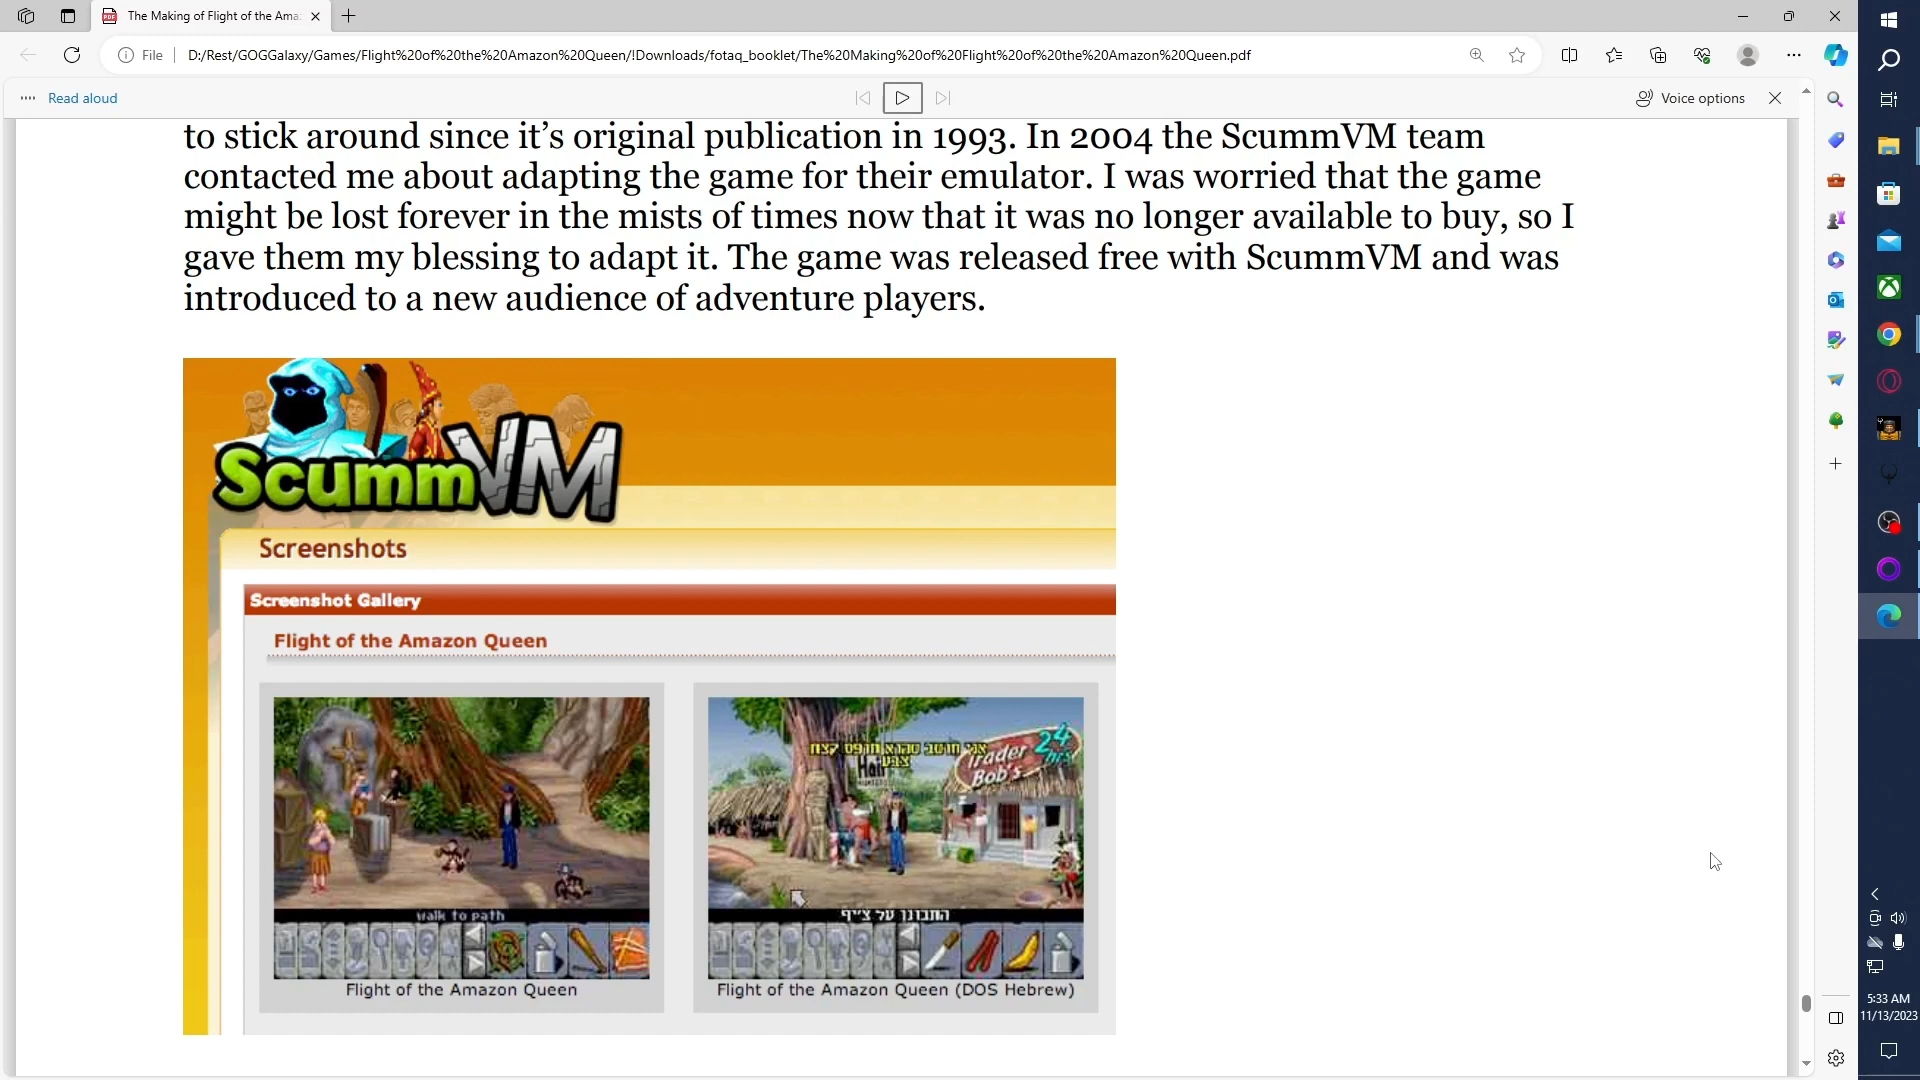 The Making of Flight of the Ama
File
D:/Rest/GOGGalaxy/Games/Flight%20of%20the%20Amazon%20Queen/!Downloads/fotaq_booklet/The%20Making%20of%20Flight%20of%20the%20Amazon%20Queen.pdf
Read aloud
Voice options
to stick around since it’s original publication in 1993. In 2004 the ScummVM team
contacted me about adapting the game for their emulator. I was worried that the game
might be lost forever in the mists of times now that it was no longer available to buy, so I
gave them my blessing to adapt it. The game was released free with ScummVM and was
introduced to a new audience of adventure players.
ScummVM
Screenshots
Screenshot Gallery
Flight of the Amazon Queen
24
Trader
Bob's
walk to path
Flight of the Amazon Queen
Flight of the Amazon Queen (DOS Hebrew)
5:33 AM
11/13/2023